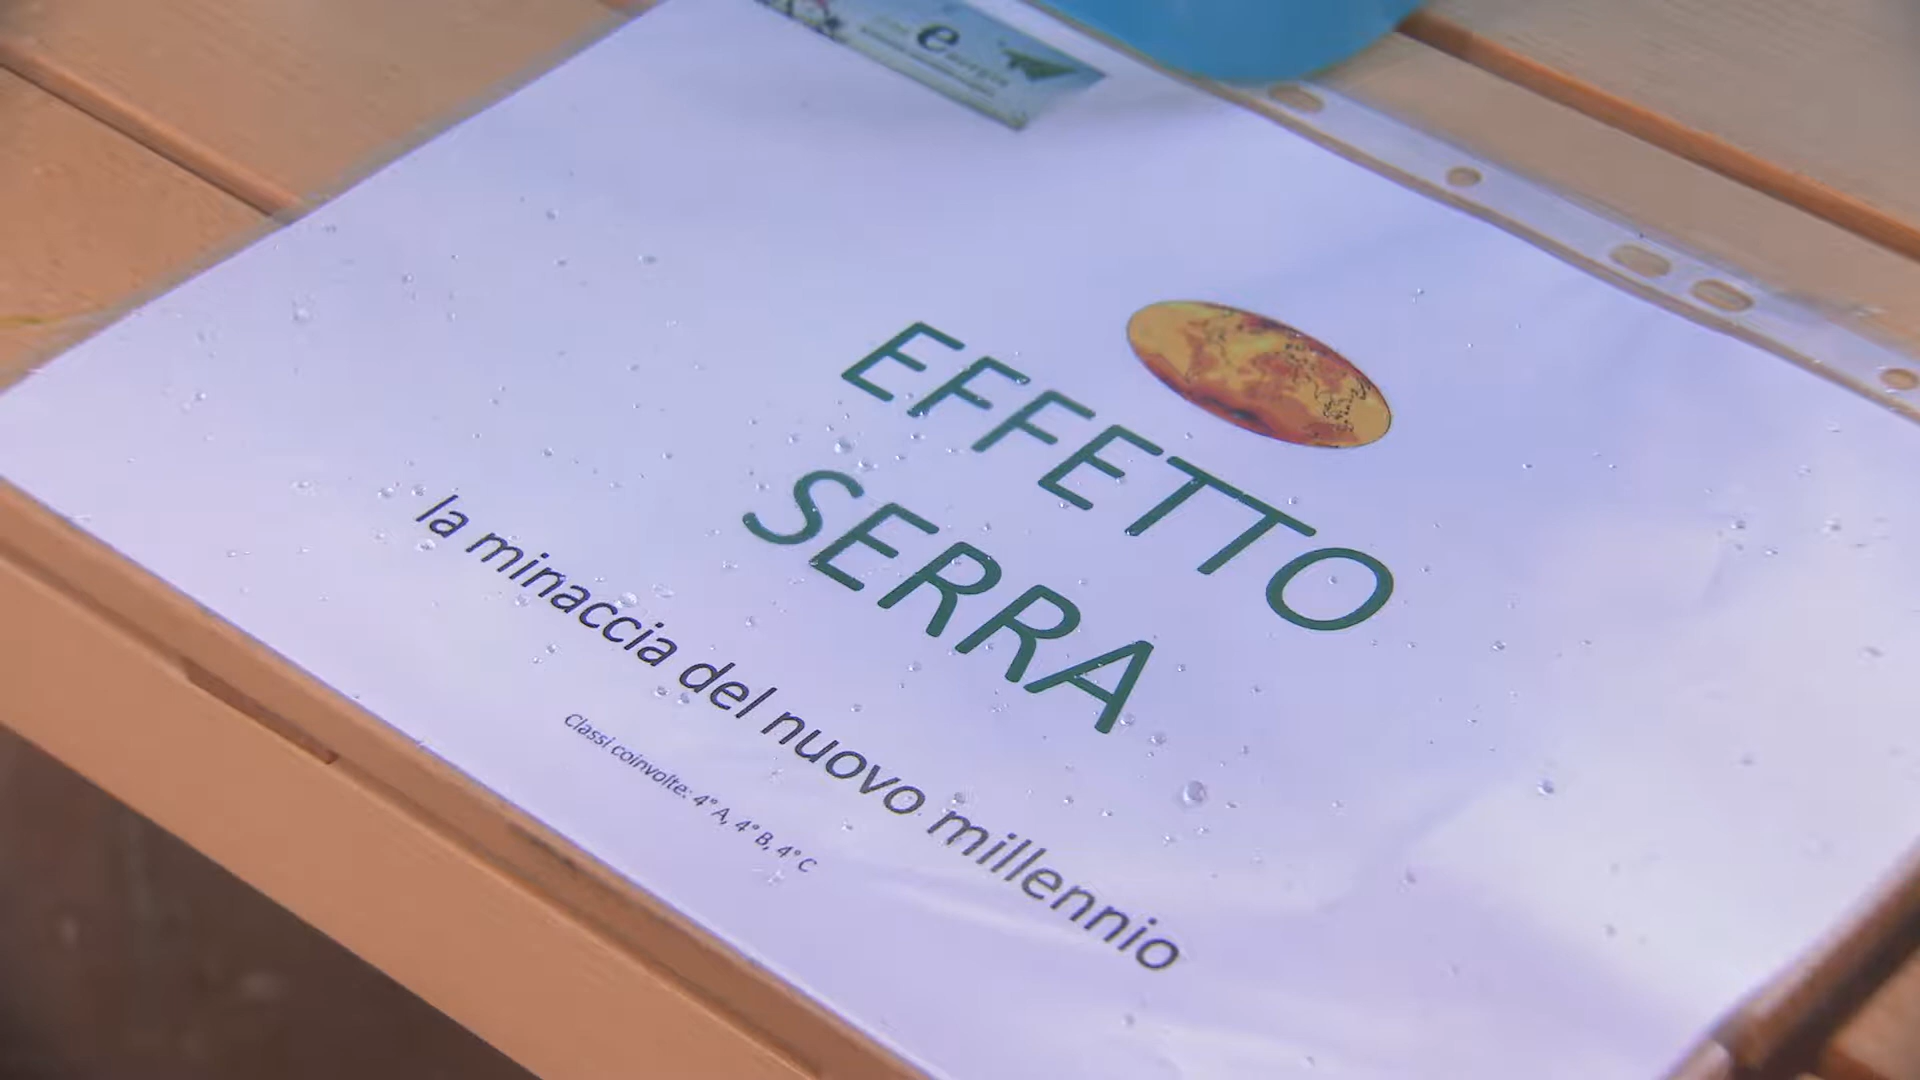 EFFETTO
SERRA
la minaccia del nuovo millennio
Classi coinvolte: 4° A, 4° B, 4° C